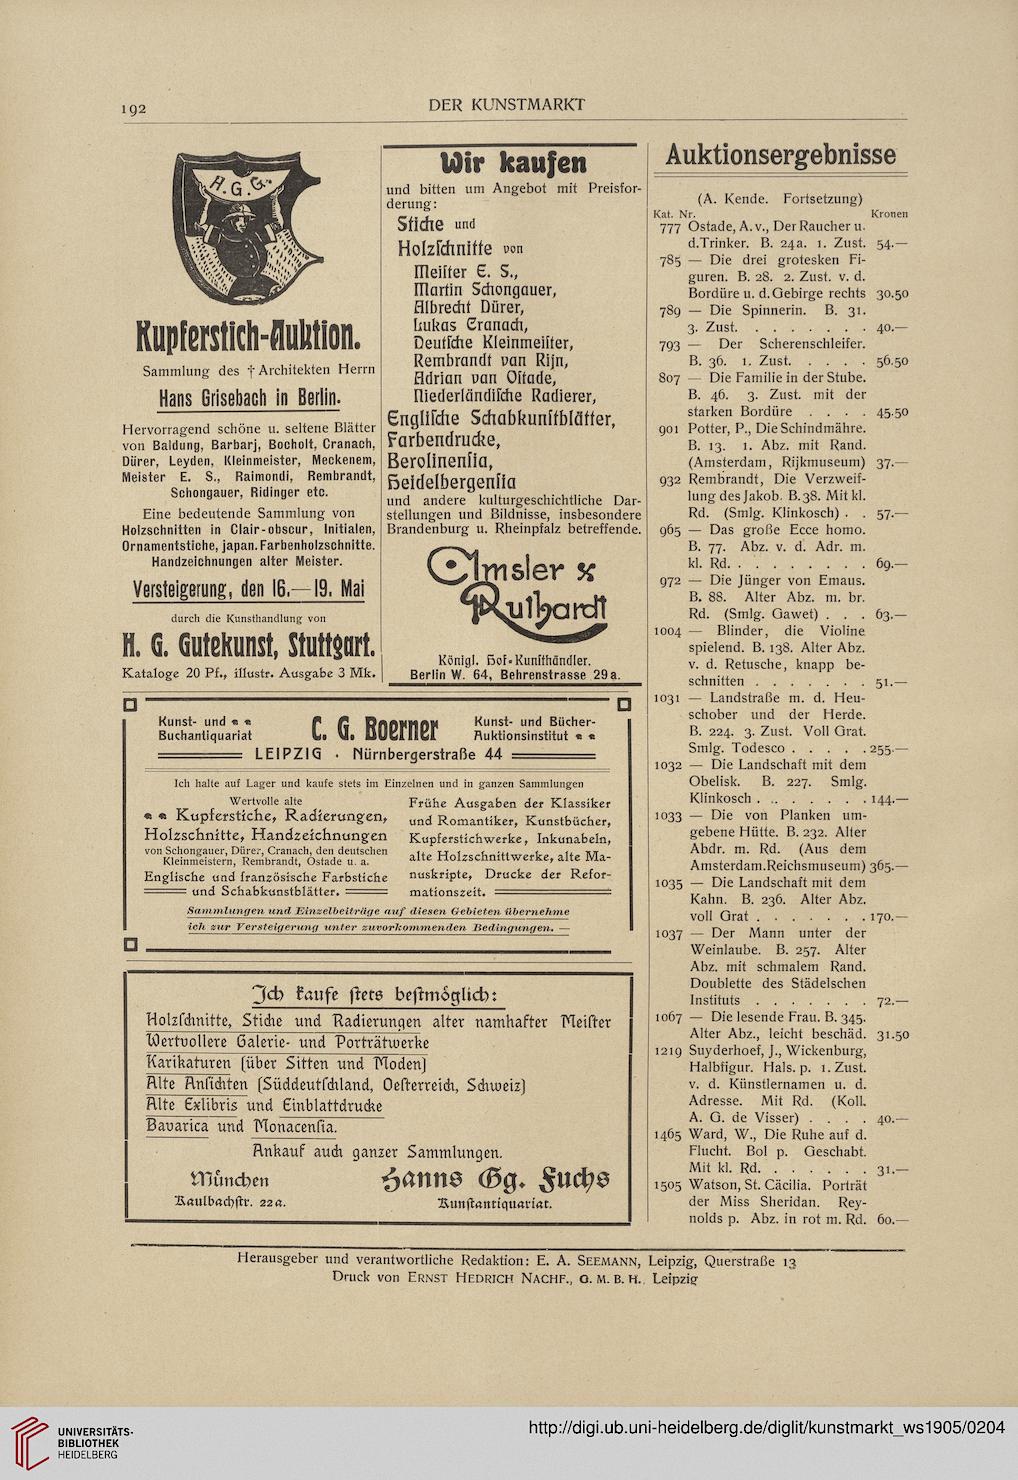 192
DER KUNSTMARKT
H.G.G.
Kupferstich-Auktion.
Sammlung des † Architekten Herrn
Hans Grisebach in Berlin.
Hervorragend schöne u. seltene Blätter
von Baldung, Barbarj, Bocholt, Cranach,
Dürer, Leyden, Kleinmeister, Meckenem,
Meister E. S., Raimondi, Rembrandt,
Schongauer, Ridinger etc.
Eine bedeutende Sammlung von
Holzschnitten in Clair-obscur, Initialen,
Ornamentstiche, japan. Farbenholzschnitte.
Handzeichnungen alter Meister.
Versteigerung, den 16.—19. Mai
durch die Kunsthandlung von
H. G. Gutekunst, Stuttgart.
Kataloge 20 Pf., illustr. Ausgabe 3 Mk.
Wir kaufen
und bitten um Angebot mit Preisfor-
derung:
Stiche und
Holzſchnitte von
Meiſter E. S.,
Martin Schongauer,
Albrecht Dürer,
Lukas Cranach,
Deutſche Kleinmeiſter,
Rembrandt van Rijn,
Adrian van Oſtade,
Niederländiſche Radierer,
Engliſche Schabkunſtblätter,
Farbendrucke,
Berolinenſia,
Heidelbergenſia
und andere kulturgeschichtliche Dar-
stellungen und Bildnisse, insbesondere
Brandenburg u. Rheinpfalz betreffende.
Amsler &
Ruthardt
Königl. Hof-Kunſthändler.
Berlin W. 64, Behrenstrasse 29a.
Kunst- und
Buchantiquariat
C. G. Boerner
Kunst- und Bücher-
Auktionsinstitut
LEIPZIG · Nürnbergerstraße 44
Ich halte auf Lager und kaufe stets im Einzelnen und in ganzen Sammlungen
Wertvolle alte
Kupferstiche, Radierungen,
Holzschnitte, Handzeichnungen
von Schongauer, Dürer, Cranach, den deutschen
Kleinmeistern, Rembrandt, Ostade u. a.
Englische und französische Farbstiche
und Schabkunstblätter.
Frühe Ausgaben der Klassiker
und Romantiker, Kunstbücher,
Kupferstichwerke, Inkunabeln,
alte Holzschnittwerke, alte Ma-
nuskripte, Drucke der Refor-
mationszeit.
Sammlungen und Einzelbeiträge auf diesen Gebieten übernehme
ich zur Versteigerung unter zuvorkommenden Bedingungen. —
Ich kaufe ſtets beſtmöglich:
Holzſchnitte, Stiche und Radierungen alter namhafter Meiſter
Wertvollere Galerie- und Porträtwerke
Karikaturen (über Sitten und Moden)
Alte Anſichten (Süddeutſchland, Oeſterreich, Schweiz)
Alte Exlibris und Einblattdrucke
Bavarica und Monacenſia.
Ankauf auch ganzer Sammlungen.
München
Kaulbachſtr. 22a.
Hanns Gg. Fuchs
Kunſtantiquariat.
Auktionsergebnisse
(A. Kende. Fortsetzung)
Kat. Nr. Kronen
777 Ostade, A. v., Der Raucher u.
d. Trinker. B. 24a. 1. Zust. 54.—
785 — Die drei grotesken Fi-
guren. B. 28. 2. Zust. v. d.
Bordüre u. d. Gebirge rechts 30.50
789 — Die Spinnerin. B. 31.
3. Zust. . . . . . . . 40.—
793 — Der Scherenschleifer.
B. 36. 1. Zust. . . . . 56.50
807 — Die Familie in der Stube.
B. 46. 3. Zust. mit der
starken Bordüre . . . . 45.50
901 Potter, P., Die Schindmähre.
B. 13. 1. Abz. mit Rand.
(Amsterdam, Rijkmuseum) 37.—
932 Rembrandt, Die Verzweif-
lung des Jakob. B. 38. Mit kl.
Rd. (Smlg. Klinkosch) . . 57.—
965 — Das große Ecce homo.
B. 77. Abz. v. d. Adr. m.
kl. Rd. . . . . . . . . 69.—
972 — Die Jünger von Emaus.
B. 88. Alter Abz. m. br.
Rd. (Smlg. Gawet) . . . 63.—
1004 — Blinder, die Violine
spielend. B. 138. Alter Abz.
v. d. Retusche, knapp be-
schnitten . . . . . . . 51.—
1031 — Landstraße m. d. Heu-
schober und der Herde.
B. 224. 3. Zust. Voll Grat.
Smlg. Todesco . . . . . 255.—
1032 — Die Landschaft mit dem
Obelisk. B. 227. Smlg.
Klinkosch . . . . . . . 144.—
1033 — Die von Planken um-
gebene Hütte. B. 232. Alter
Abdr. m. Rd. (Aus dem
Amsterdam. Reichsmuseum) 365.—
1035 — Die Landschaft mit dem
Kahn. B. 236. Alter Abz.
voll Grat . . . . . . . 170.—
1037 — Der Mann unter der
Weinlaube. B. 257. Alter
Abz. mit schmalem Rand.
Doublette des Städelschen
Instituts . . . . . . . 72.—
1067 — Die lesende Frau. B. 345.
Alter Abz., leicht beschäd. 31.50
1219 Suyderhoef, J., Wickenburg,
Halbfigur. Hals. p. 1. Zust.
v. d. Künstlernamen u. d.
Adresse. Mit Rd. (Koll.
A. G. de Visser) . . . . 40.—
1465 Ward, W., Die Ruhe auf d.
Flucht. Bol p. Geschabt.
Mit kl. Rd. . . . . . . 31.—
1505 Watson, St. Cäcilia. Porträt
der Miss Sheridan. Rey-
nolds p. Abz. in rot m. Rd. 60.—
Herausgeber und verantwortliche Redaktion: E. A. SEEMANN, Leipzig, Querstraße 13
Druck von ERNST HEDRICH NACHF., G. M. B. H., Leipzig
UNIVERSITÄTS-
BIBLIOTHEK
HEIDELBERG
http://digi.ub.uni-heidelberg.de/diglit/kunstmarkt_ws1905/0204